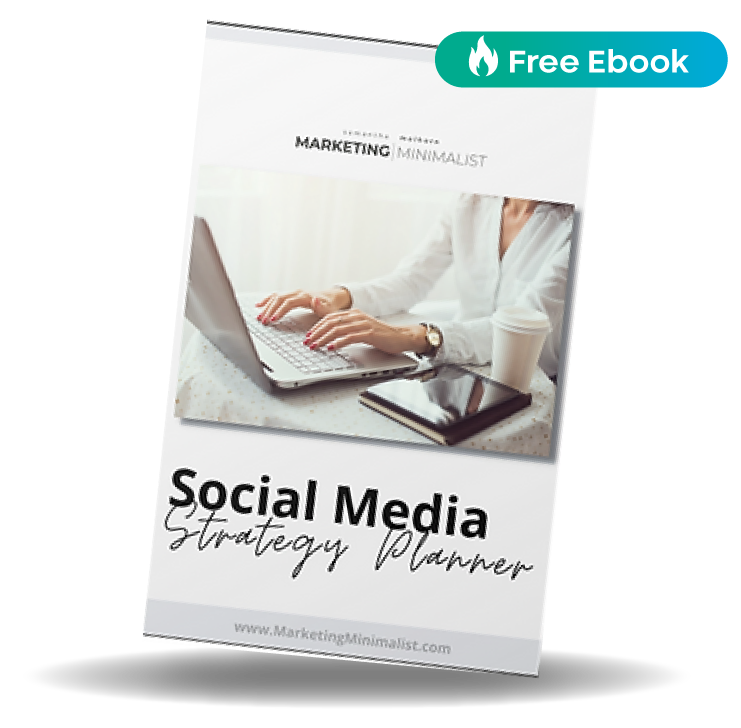 Free Ebook
MARKETING MINIMALIST
Social Media
Strategy Planner
www.MarketingMinimalist.com